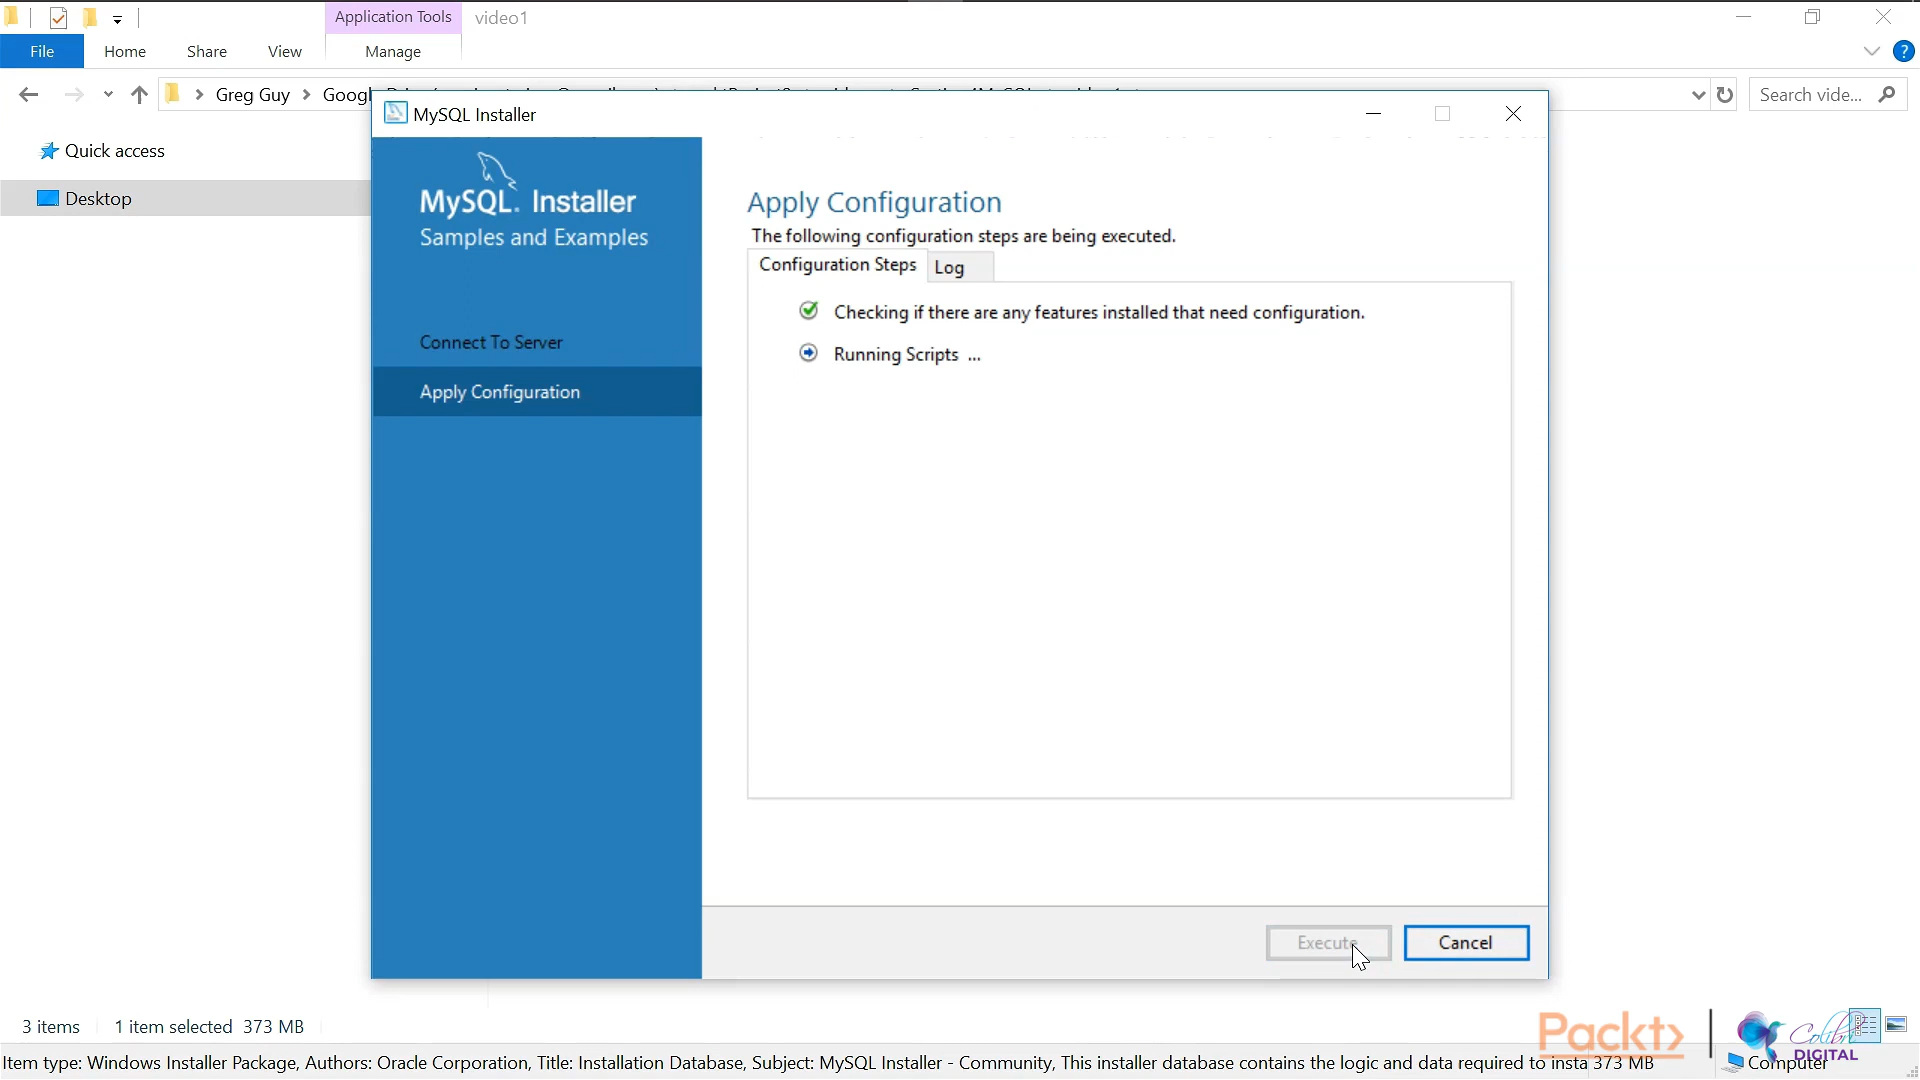 Application Tools video1
File Home Share View Manage
Greg Guy
Search vide...
MySQL Installer
Quick access
Desktop
MySQL. Installer
Samples and Examples
Connect To Server
Apply Configuration
Apply Configuration
The following configuration steps are being executed.
Configuration Steps Log
Checking if there are any features installed that need configuration.
Running Scripts ...
Execute Cancel
3 items 1 item selected 373 MB
Packt>
Colibri
DIGITAL
Item type: Windows Installer Package, Authors: Oracle Corporation, Title: Installation Database, Subject: MySQL Installer - Community, This installer database contains the logic and data required to insta 373 MB Computer